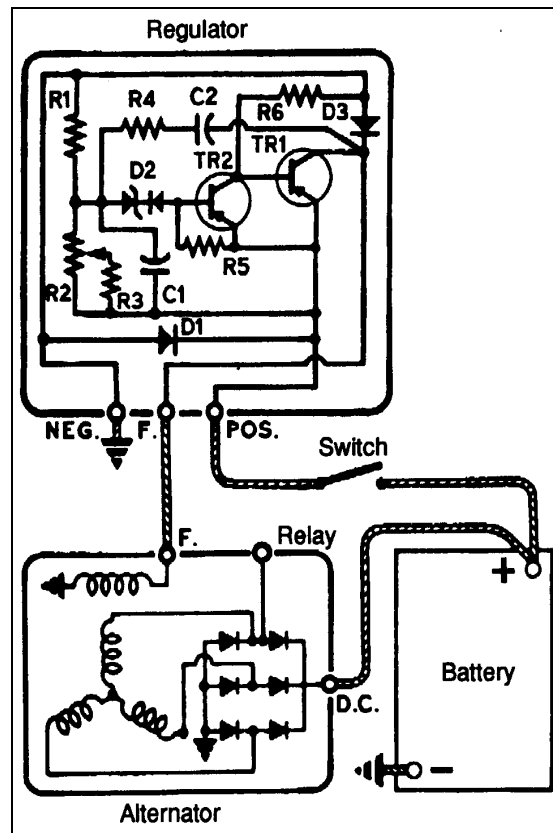 Regulator
R1
R4
C2
R6
D3
TR1
TR2
D2
R5
R2
R3
C1
D1
NEG.
F.
POS.
Switch
F.
Relay
+
Battery
D.C.
-
Alternator